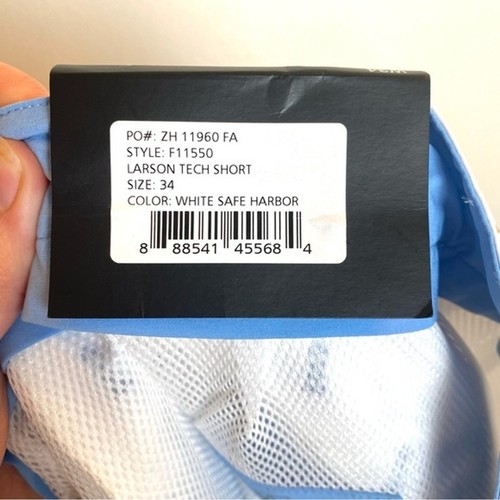 PO#: ZH 11960 FA
STYLE: F11550
LARSON TECH SHORT
SIZE: 34
COLOR: WHITE SAFE HARBOR
8 88541 45568 4